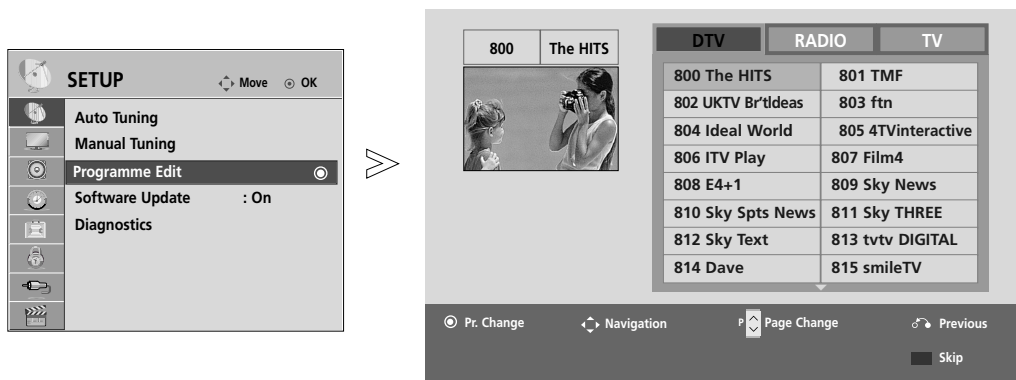 SETUP
Move OK
Auto Tuning
Manual Tuning
Programme Edit
Software Update : On
Diagnostics
800 The HITS
DTV RADIO TV
800 The HITS 801 TMF
802 UKTV Br'tIdeas 803 ftn
804 Ideal World 805 4TVinteractive
806 ITV Play 807 Film4
808 E4+1 809 Sky News
810 Sky Spts News 811 Sky THREE
812 Sky Text 813 tvtv DIGITAL
814 Dave 815 smileTV
Pr. Change Navigation P Page Change Previous
Skip